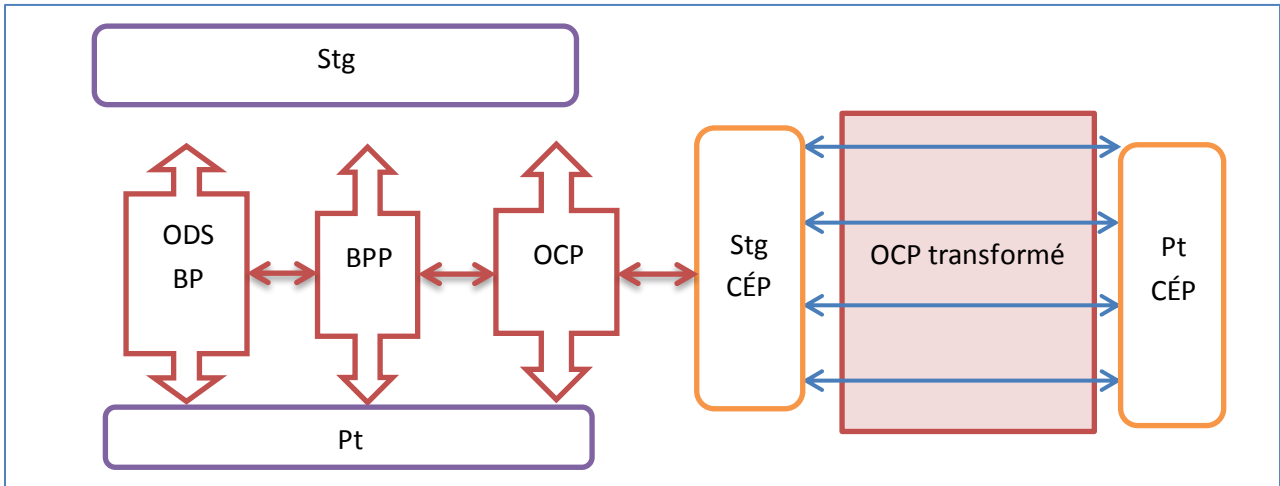 Stg
ODS
BP
BPP
OCP
Pt
Stg
CÉP
OCP transformé
Pt
CÉP